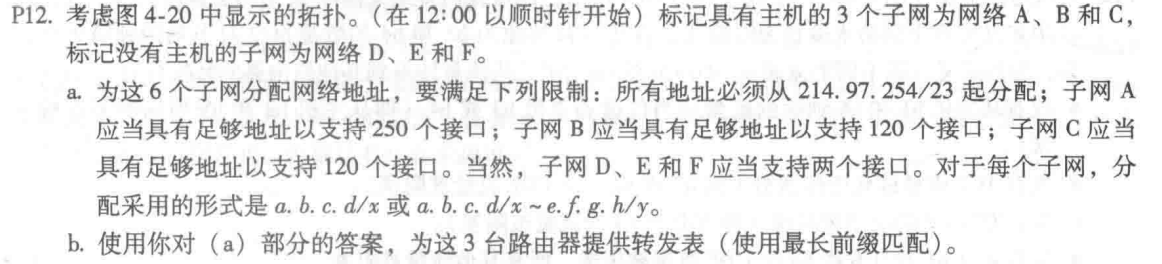 P12. 考虑图 4-20 中显示的拓扑。(在 12:00 以顺时针开始) 标记具有主机的 3 个子网为网络 A、B 和 C,
标记没有主机的子网为网络 D、E 和 F。
a. 为这 6 个子网分配网络地址, 要满足下列限制: 所有地址必须从 214.97.254/23 起分配; 子网 A
应当具有足够地址以支持 250 个接口; 子网 B 应当具有足够地址以支持 120 个接口; 子网 C 应当
具有足够地址以支持 120 个接口。当然, 子网 D、E 和 F 应当支持两个接口。对于每个子网, 分
配采用的形式是 a. b. c. d/x 或 a. b. c. d/x ~ e. f. g. h/y。
b. 使用你对 (a) 部分的答案, 为这 3 台路由器提供转发表 (使用最长前缀匹配)。